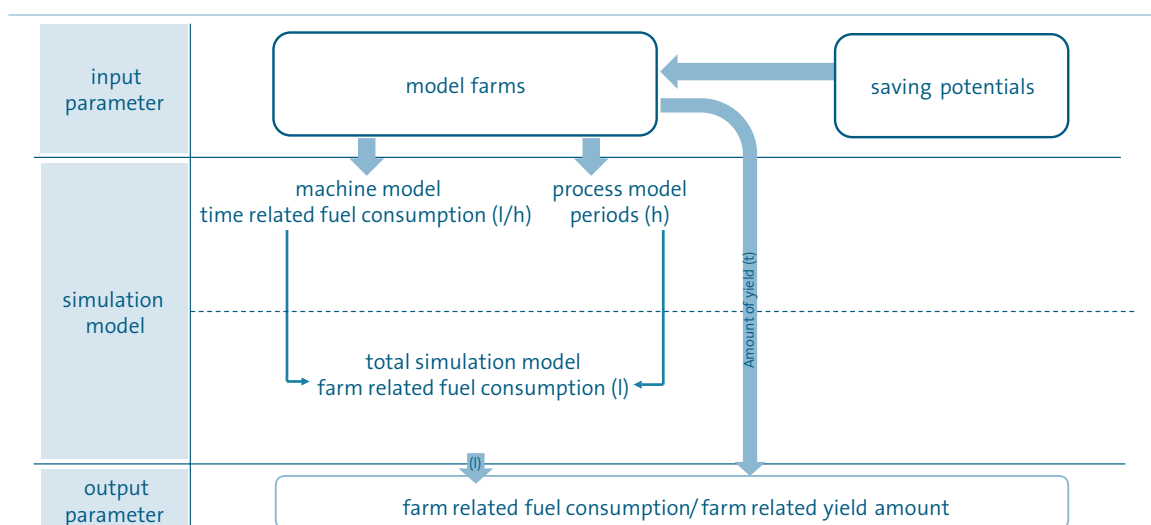 input
parameter
model farms
saving potentials
machine model
time related fuel consumption (l/h)
process model
periods (h)
Amount of yield (t)
simulation
model
total simulation model
farm related fuel consumption (l)
(l)
output
parameter
farm related fuel consumption/ farm related yield amount